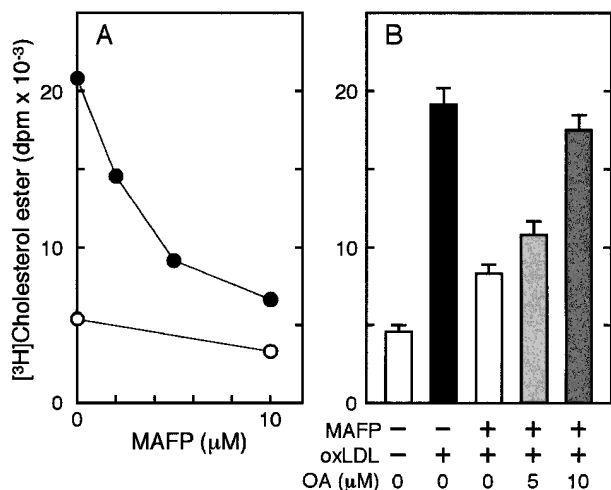 A
B
[³H]Cholesterol ester (dpm x 10⁻³)
20
10
0
0
10
MAFP (μM)
20
10
0
MAFP − − + + +
oxLDL − + + + +
OA (μM) 0 0 0 5 10